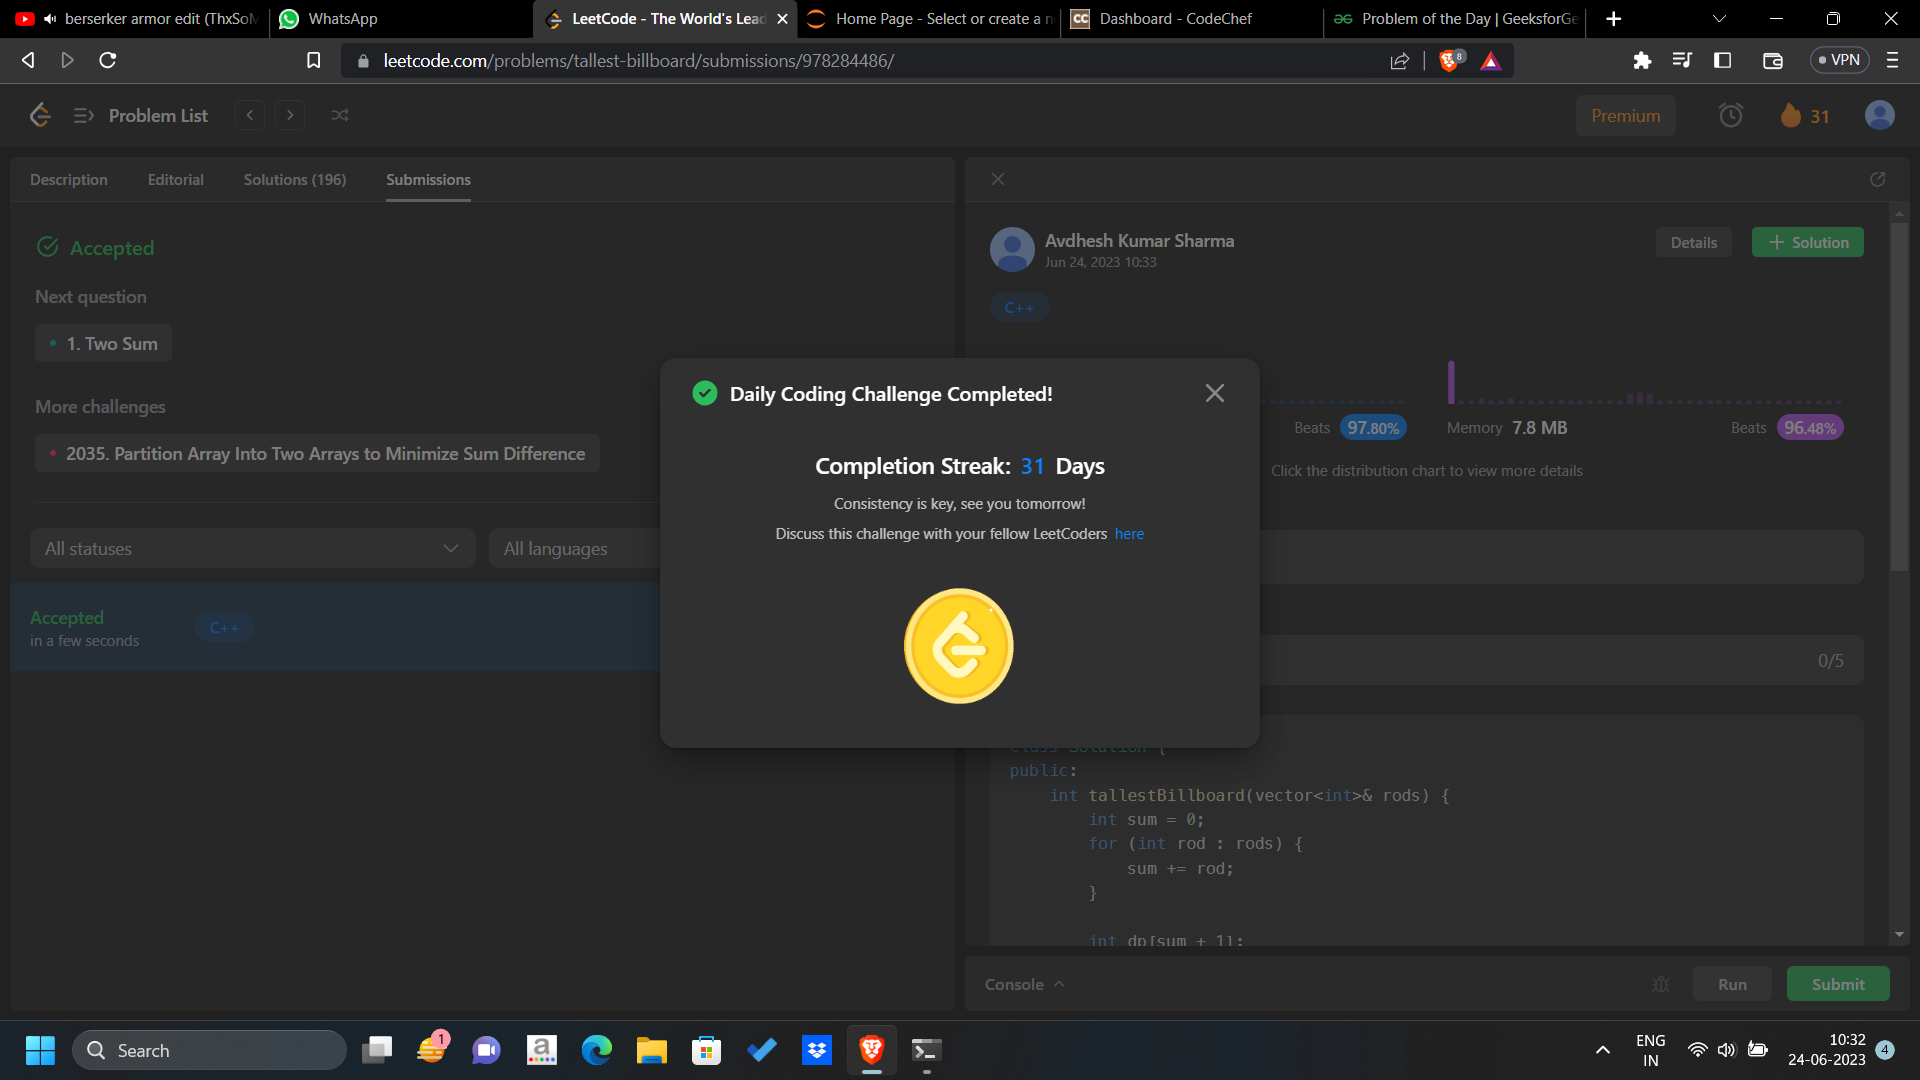 berserker armor edit (ThxSoM
WhatsApp
LeetCode - The World's Lead
Home Page - Select or create a n
CC
Dashboard - CodeChef
Problem of the Day | GeeksforGe
leetcode.com/problems/tallest-billboard/submissions/978284486/
8
VPN
Problem List
Premium
31
Description
Editorial
Solutions (196)
Submissions
Accepted
Next question
1. Two Sum
More challenges
2035. Partition Array Into Two Arrays to Minimize Sum Difference
All statuses
All languages
Accepted
in a few seconds
C++
Avdhesh Kumar Sharma
Jun 24, 2023 10:33
Details
Solution
C++
Beats 97.80%
Memory 7.8 MB
Beats 96.48%
Click the distribution chart to view more details
Daily Coding Challenge Completed!
Completion Streak: 31 Days
Consistency is key, see you tomorrow!
Discuss this challenge with your fellow LeetCoders here
0/5
class Solution {
public:
int tallestBillboard(vector<int>& rods) {
int sum = 0;
for (int rod : rods) {
sum += rod;
}
int dp[sum + 1];
Console
Run
Submit
Search
1
a
ENG
IN
10:32
24-06-2023
4